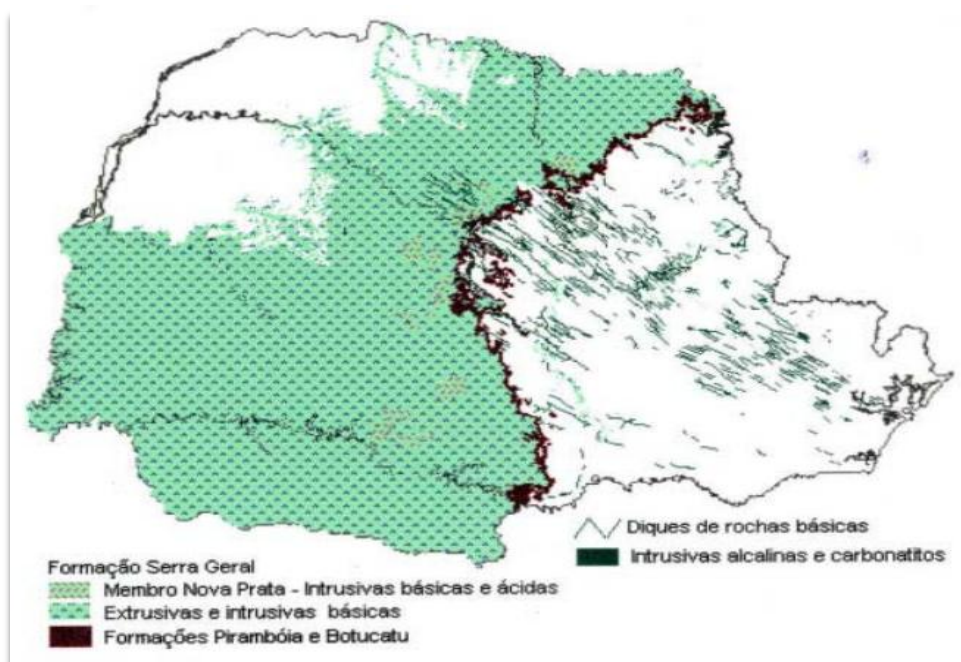 Diques de rochas básicas
Intrusivas alcalinas e carbonatitos
Formação Serra Geral
Membro Nova Prata - Intrusivas básicas e ácidas
Extrusivas e intrusivas básicas
Formações Pirambóia e Botucatu